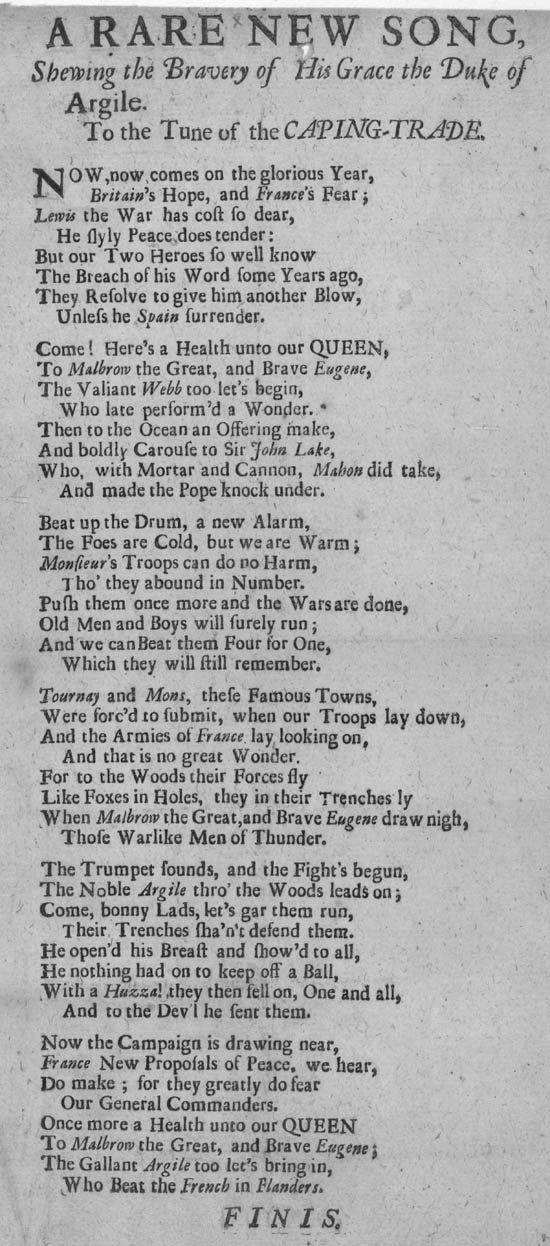 A RARE NEW SONG,
Shewing the Bravery of His Grace the Duke of
Argile.
To the Tune of the CAPING-TRADE.
NOW, now, comes on the glorious Year,
Britain's Hope, and France's Fear;
Lewis the War has coſt ſo dear,
He ſlyly Peace does tender:
But our Two Heroes ſo well know
The Breach of his Word ſome Years ago,
They Reſolve to give him another Blow,
Unleſs he Spain ſurrender.
Come! Here's a Health unto our QUEEN,
To Malbrow the Great, and Brave Eugene,
The Valiant Webb too let's begin,
Who late perform'd a Wonder.
Then to the Ocean an Offering make,
And boldly Carouſe to Sir John Lake,
Who, with Mortar and Cannon, Mahon did take,
And made the Pope knock under.
Beat up the Drum, a new Alarm,
The Foes are Cold, but we are Warm;
Monſieur's Troops can do no Harm,
Tho' they abound in Number.
Puſh them once more and the Wars are done,
Old Men and Boys will ſurely run;
And we can Beat them Four for One,
Which they will ſtill remember.
Tournay and Mons, theſe Famous Towns,
Were forc'd to ſubmit, when our Troops lay down,
And the Armies of France lay looking on,
And that is no great Wonder.
For to the Woods their Forces fly
Like Foxes in Holes, they in their Trenches ly
When Malbrow the Great, and Brave Eugene draw nigh,
Thoſe Warlike Men of Thunder.
The Trumpet ſounds, and the Fight's begun,
The Noble Argile thro' the Woods leads on;
Come, bonny Lads, let's gar them run,
Their Trenches ſha'n't defend them.
He open'd his Breaſt and ſhow'd to all,
He nothing had on to keep off a Ball,
With a Huzza! they then fell on, One and all,
And to the Dev'l he ſent them.
Now the Campaign is drawing near,
France New Propoſals of Peace, we hear,
Do make; for they greatly do fear
Our General Commanders.
Once more a Health unto our QUEEN
To Malbrow the Great, and Brave Eugene;
The Gallant Argile too let's bring in,
Who Beat the French in Flanders.
FINIS.